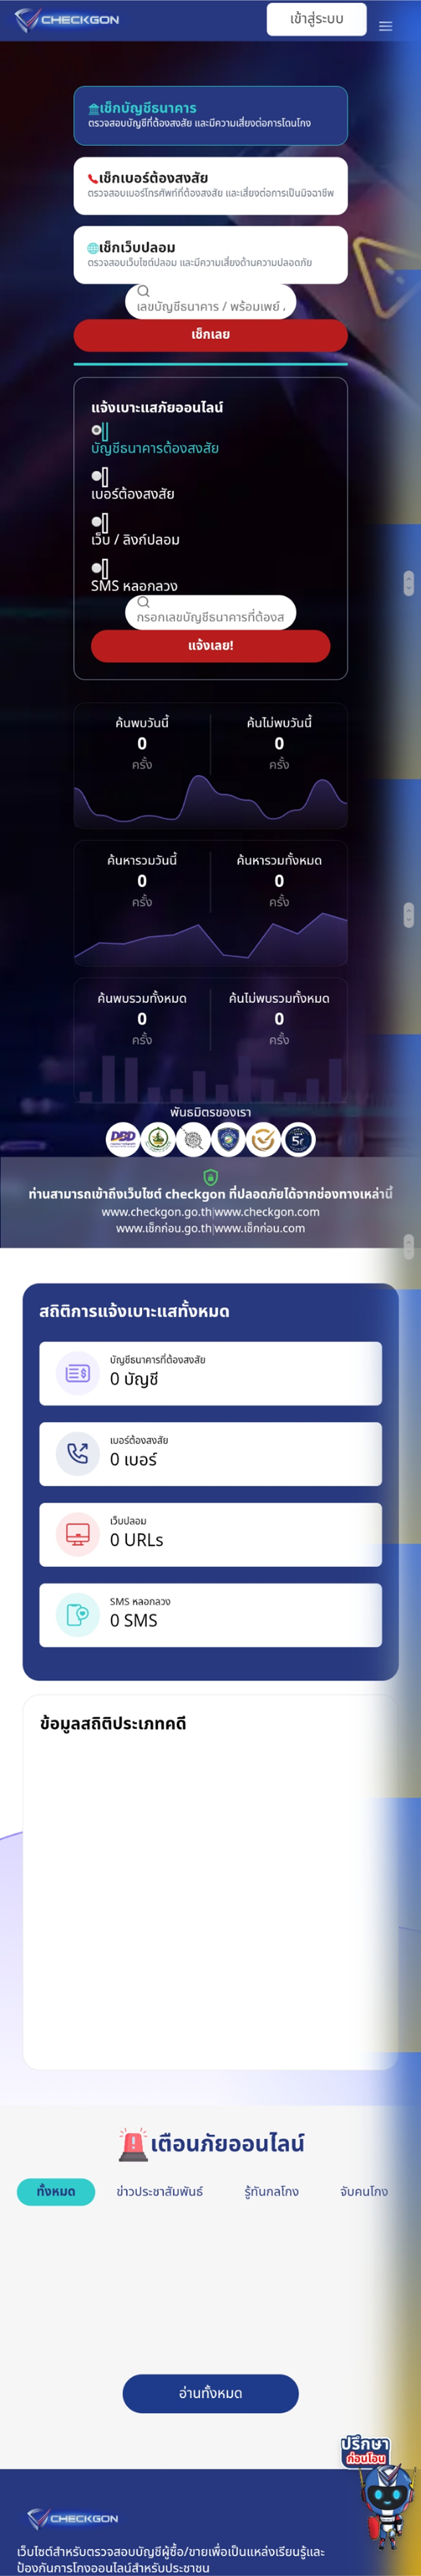 CHECKGON
เข้าสู่ระบบ
เช็กบัญชีธนาคาร
ตรวจสอบบัญชีที่ต้องสงสัย และมีความเสี่ยงต่อการโดนโกง
เช็กเบอร์ต้องสงสัย
ตรวจสอบเบอร์โทรศัพท์ที่ต้องสงสัย และเสี่ยงต่อการเป็นมิจฉาชีพ
เช็กเว็บปลอม
ตรวจสอบเว็บไซต์ปลอม และมีความเสี่ยงด้านความปลอดภัย
เลขบัญชีธนาคาร / พร้อมเพย์
เช็กเลย
แจ้งเบาะแสภัยออนไลน์
บัญชีธนาคารต้องสงสัย
เบอร์ต้องสงสัย
เว็บ / ลิงก์ปลอม
SMS หลอกลวง
กรอกเลขบัญชีธนาคารที่ต้องส
แจ้งเลย!
ค้นพบวันนี้ ค้นไม่พบวันนี้
0 0
ครั้ง ครั้ง
ค้นหารวมวันนี้ ค้นหารวมทั้งหมด
0 0
ครั้ง ครั้ง
ค้นพบรวมทั้งหมด ค้นไม่พบรวมทั้งหมด
0 0
ครั้ง ครั้ง
พันธมิตรของเรา
DBD
ท่านสามารถเข้าถึงเว็บไซต์ checkgon ที่ปลอดภัยได้จากช่องทางเหล่านี้
www.checkgon.go.th|www.checkgon.com
www.เช็กก่อน.go.th|www.เช็กก่อน.com
สถิติการแจ้งเบาะแสทั้งหมด
บัญชีธนาคารที่ต้องสงสัย
0 บัญชี
เบอร์ต้องสงสัย
0 เบอร์
เว็บปลอม
0 URLs
SMS หลอกลวง
0 SMS
ข้อมูลสถิติประเภทคดี
เตือนภัยออนไลน์
ทั้งหมด ข่าวประชาสัมพันธ์ รู้ทันกลโกง จับคนโกง
อ่านทั้งหมด
ปรึกษา
ก่อนโอน
CHECKGON
เว็บไซต์สำหรับตรวจสอบบัญชีผู้ซื้อ/ขายเพื่อเป็นแหล่งเรียนรู้และ
ป้องกันการโกงออนไลน์สำหรับประชาชน